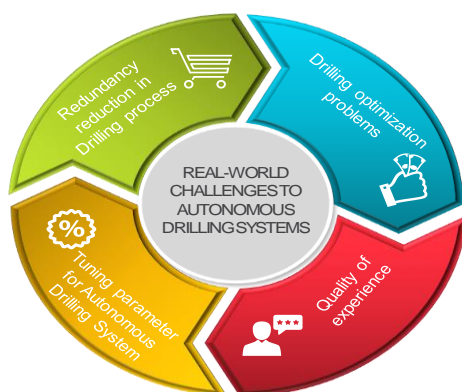 Redundancy
reduction in
Drilling process
Drilling optimization
problems
REAL-WORLD
CHALLENGES TO
AUTONOMOUS
DRILLING SYSTEMS
%
Tuning parameter
for Autonomous
Drilling System
Quality of
experience